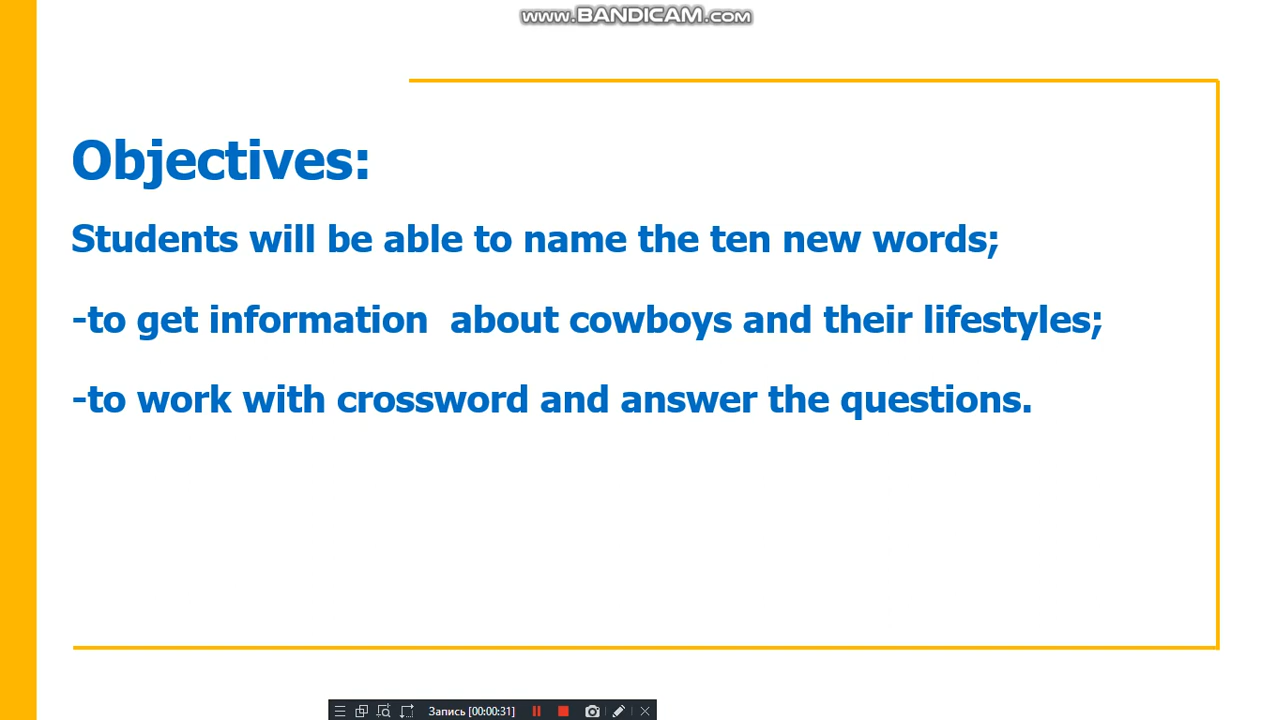 www.BANDICAM.com
Objectives:
Students will be able to name the ten new words;
-to get information  about cowboys and their lifestyles;
-to work with crossword and answer the questions.
Запись [00:00:31]